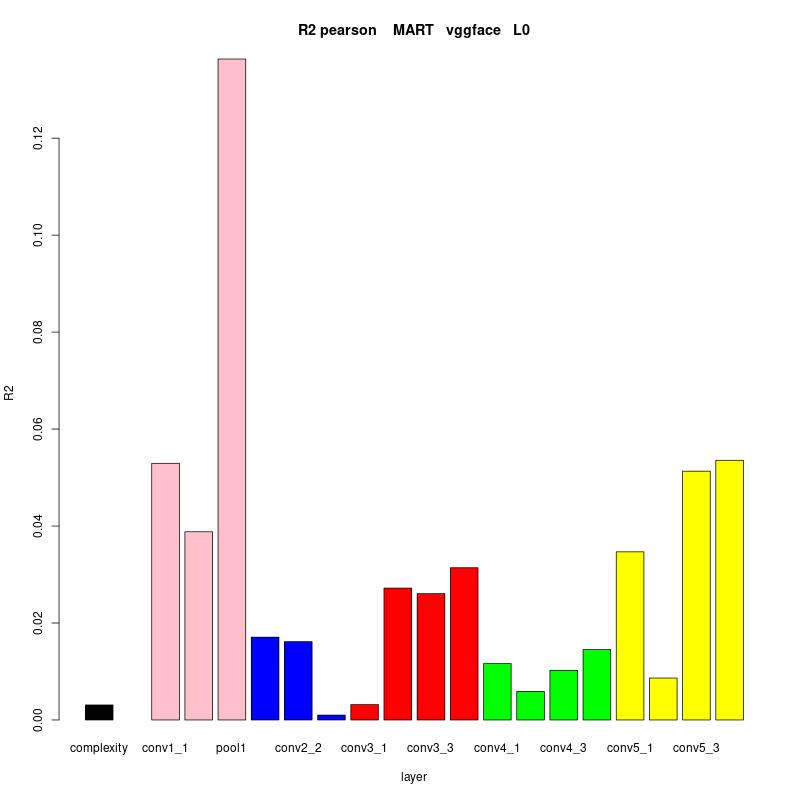 R2 pearson MART vggface L0
R2
0.12
0.10
0.08
0.06
0.04
0.02
0.00
complexity conv1_1 pool1 conv2_2 conv3_1 conv3_3 conv4_1 conv4_3 conv5_1 conv5_3
layer